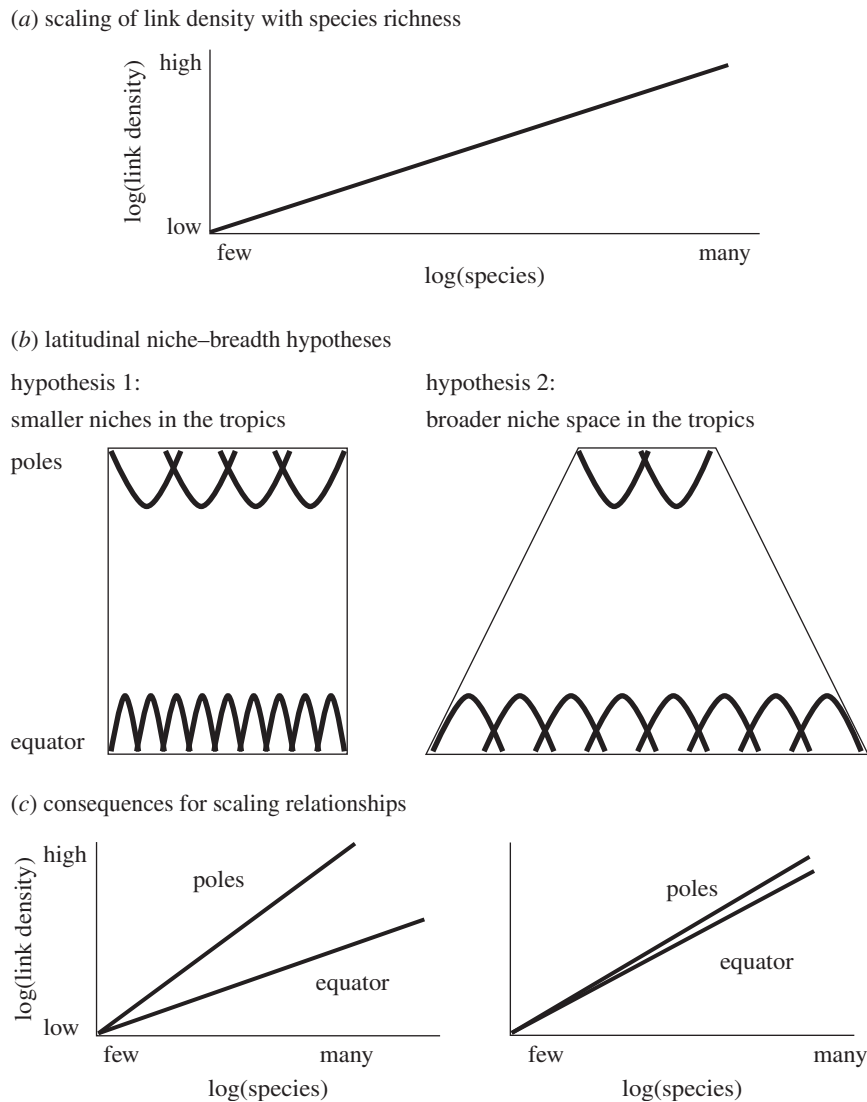 (a) scaling of link density with species richness
high
log(link density)
low
few
many
log(species)
(b) latitudinal niche–breadth hypotheses
hypothesis 1:
smaller niches in the tropics
hypothesis 2:
broader niche space in the tropics
poles
equator
(c) consequences for scaling relationships
high
log(link density)
low
poles
equator
few
many
log(species)
poles
equator
few
many
log(species)